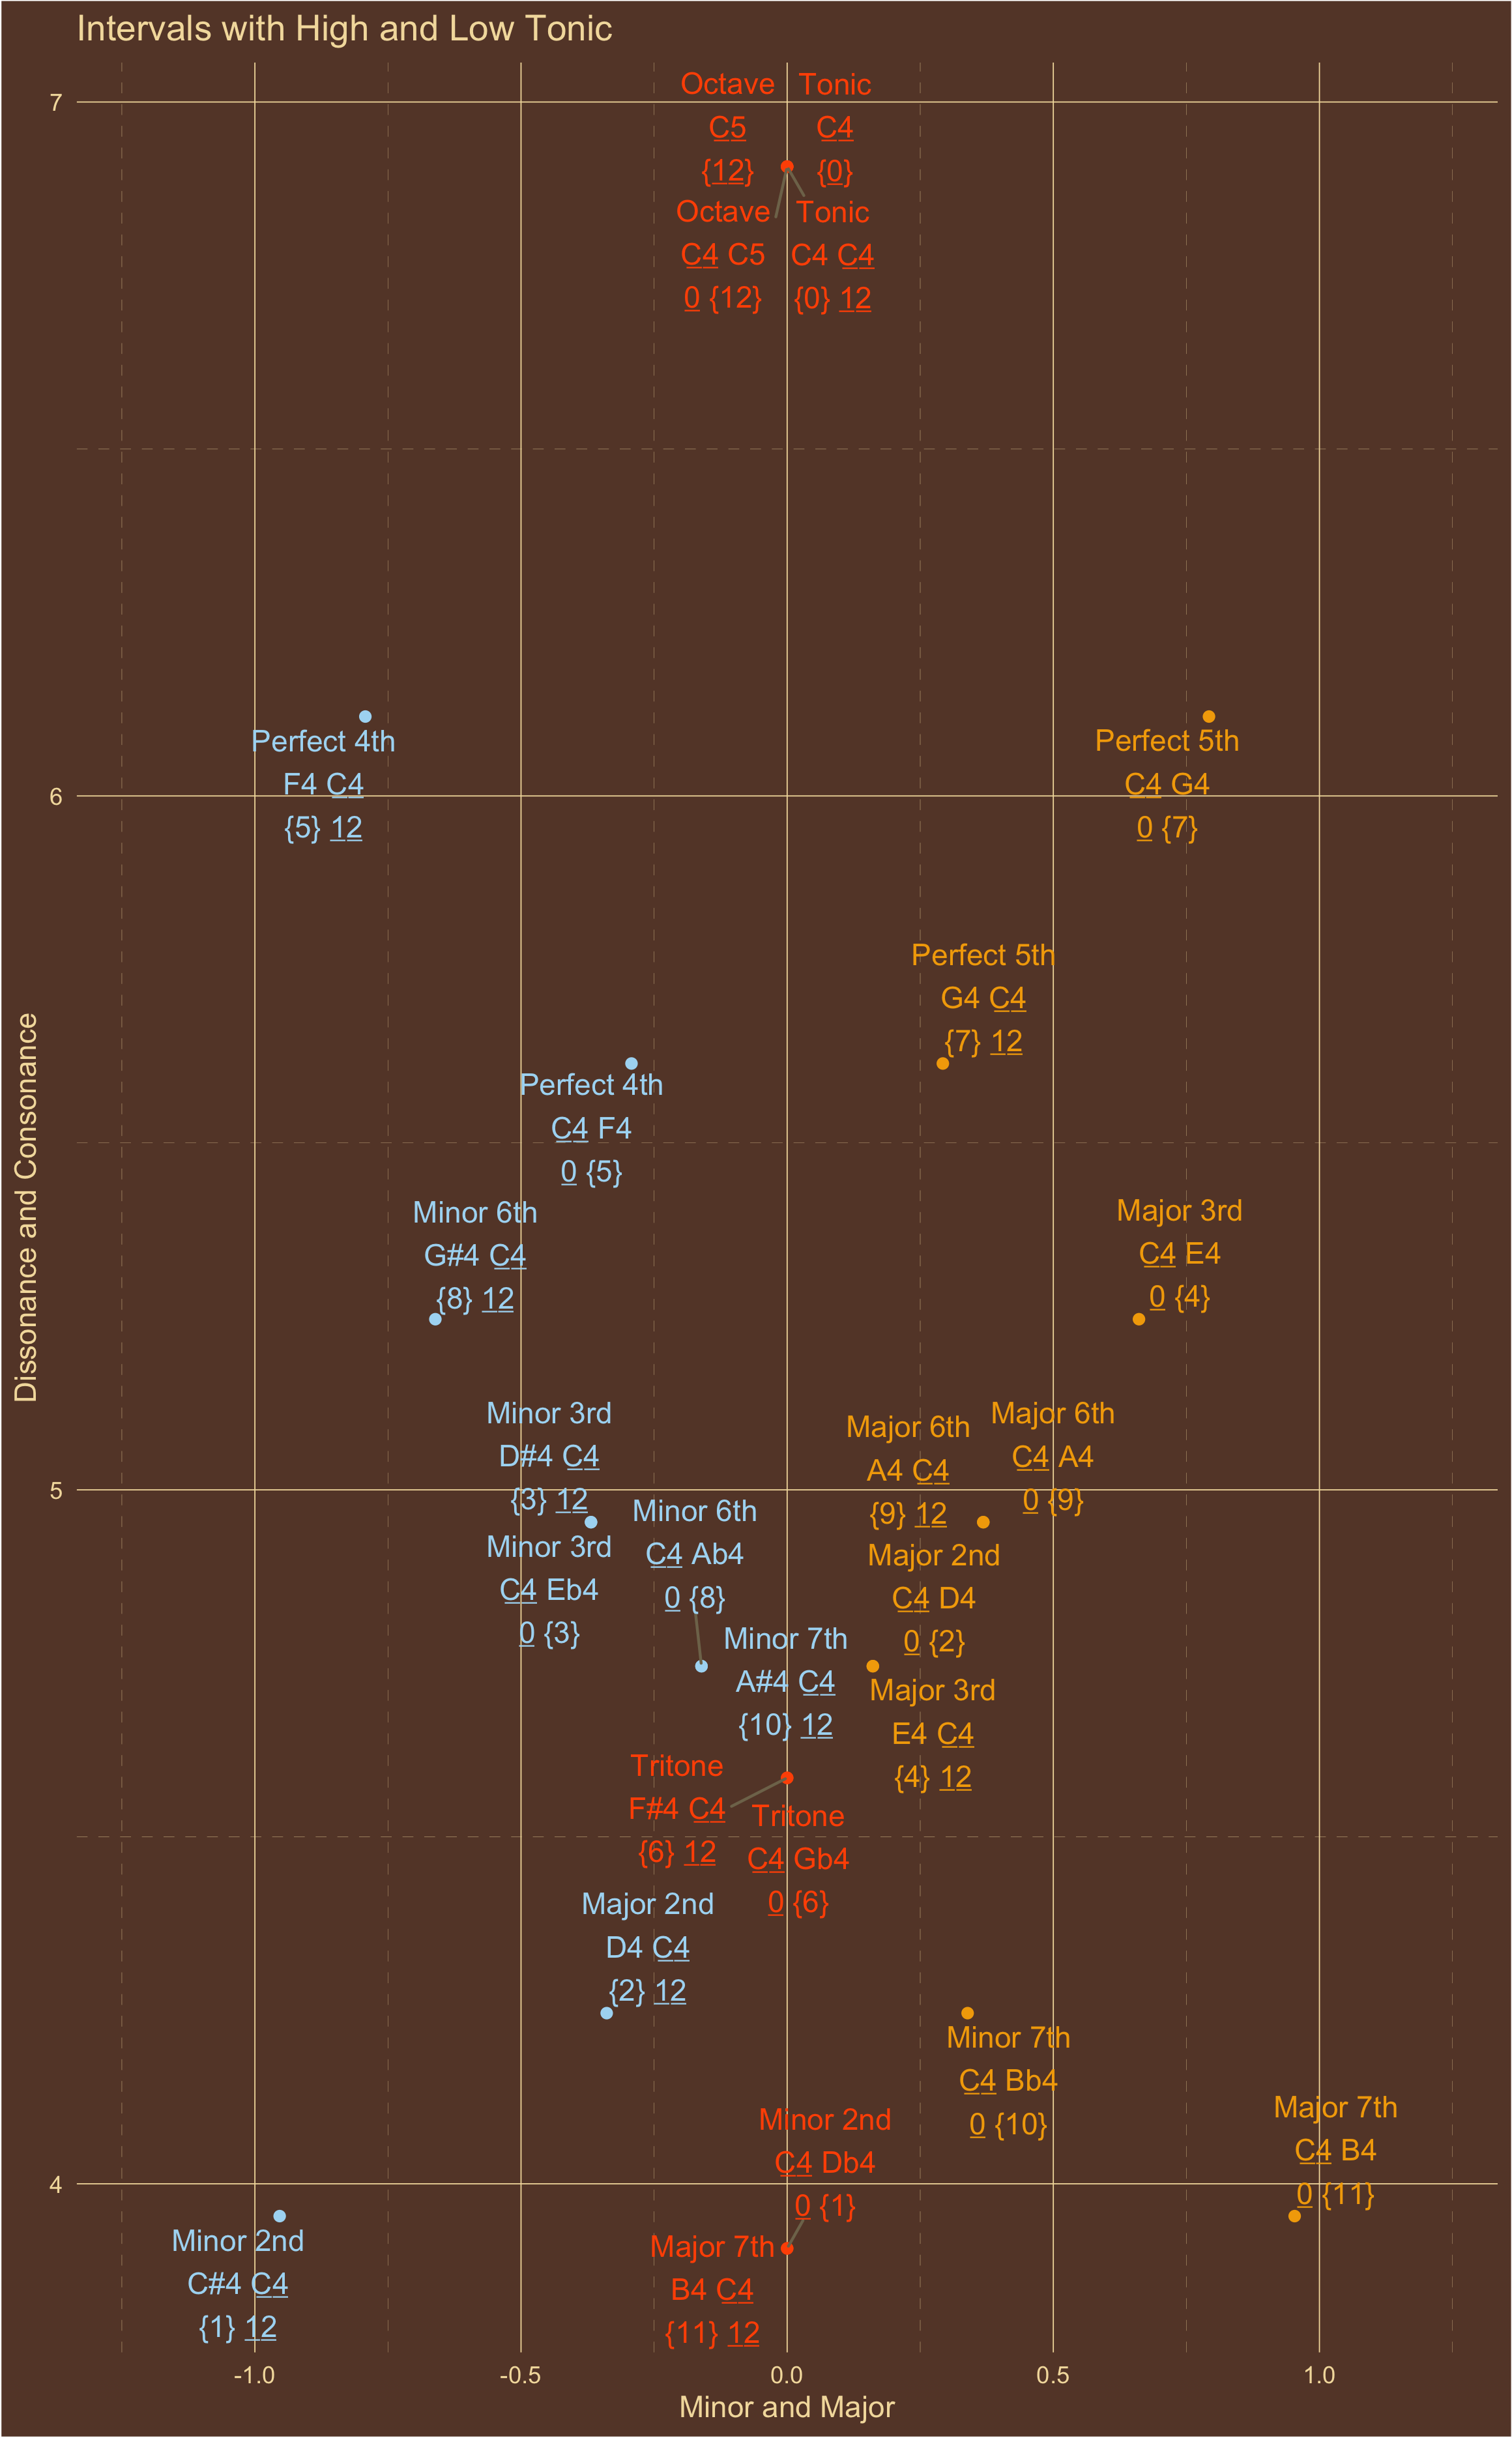 Intervals with High and Low Tonic
7
Octave
C5
{12}
Tonic
C4
{0}
Octave
C4 C5
0 {12}
Tonic
C4 C4
{0} 12
Perfect 4th
F4 C4
{5} 12
Perfect 5th
C4 G4
0 {7}
6
Perfect 5th
G4 C4
{7} 12
Perfect 4th
C4 F4
0 {5}
Minor 6th
G#4 C4
{8} 12
Major 3rd
C4 E4
0 {4}
Dissonance and Consonance
Minor 3rd
D#4 C4
{3} 12
Major 6th
A4 C4
{9} 12
Major 6th
C4 A4
0 {9}
5
Minor 3rd
C4 Eb4
0 {3}
Minor 6th
C4 Ab4
0 {8}
Major 2nd
C4 D4
0 {2}
Minor 7th
A#4 C4
{10} 12
Major 3rd
E4 C4
{4} 12
Tritone
F#4 C4
{6} 12
Tritone
C4 Gb4
0 {6}
Major 2nd
D4 C4
{2} 12
Minor 7th
C4 Bb4
0 {10}
Major 7th
C4 B4
0 {11}
Minor 2nd
C4 Db4
0 {1}
4
Minor 2nd
C#4 C4
{1} 12
Major 7th
B4 C4
{11} 12
-1.0
-0.5
0.0
0.5
1.0
Minor and Major